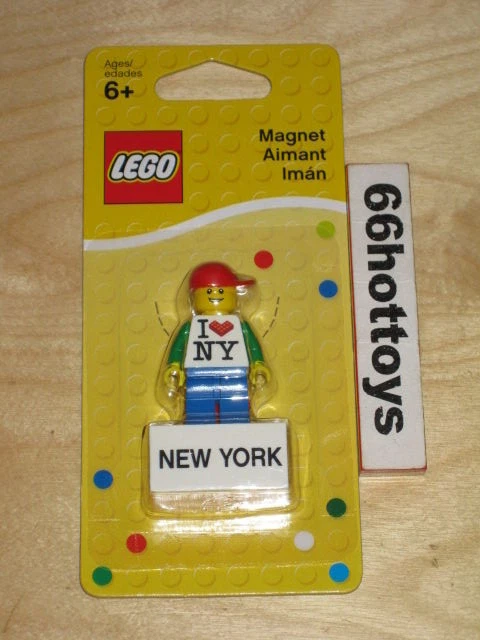 Ages/
edades
6+
LEGO
Magnet
Aimant
Imán
I ❤
NY
NEW YORK
66hottoys